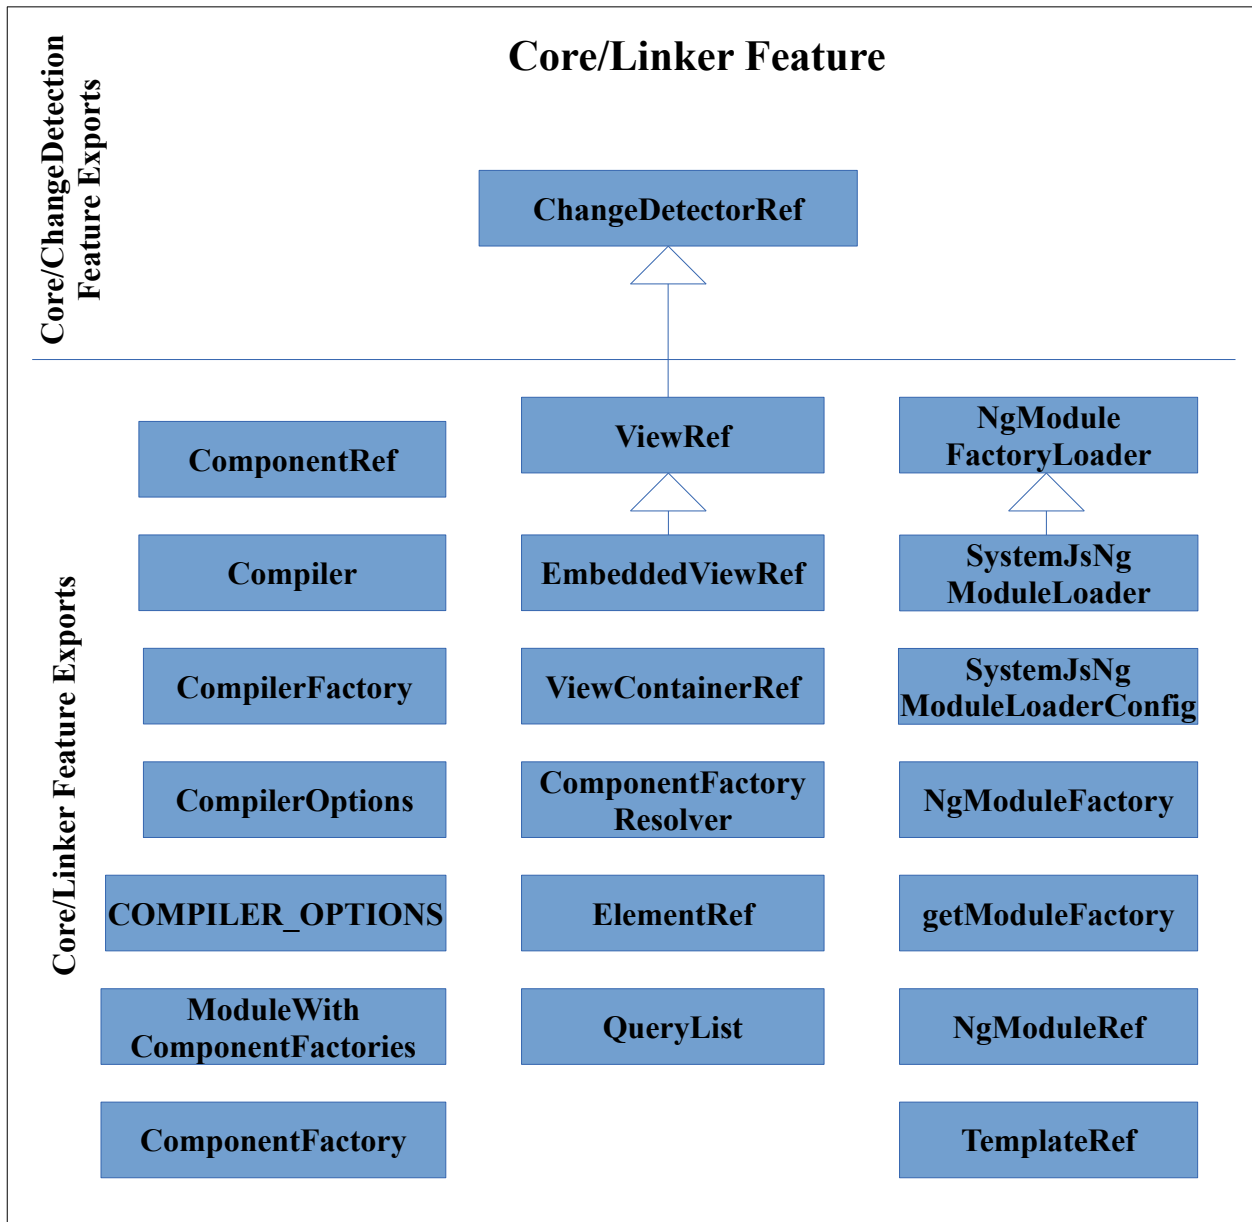 Core/Linker Feature
Core/ChangeDetection
Feature Exports
ChangeDetectorRef
Core/Linker Feature Exports
ComponentRef
Compiler
CompilerFactory
CompilerOptions
COMPILER_OPTIONS
ModuleWith
ComponentFactories
ComponentFactory
ViewRef
EmbeddedViewRef
ViewContainerRef
ComponentFactory
Resolver
ElementRef
QueryList
NgModule
FactoryLoader
SystemJsNg
ModuleLoader
SystemJsNg
ModuleLoaderConfig
NgModuleFactory
getModuleFactory
NgModuleRef
TemplateRef